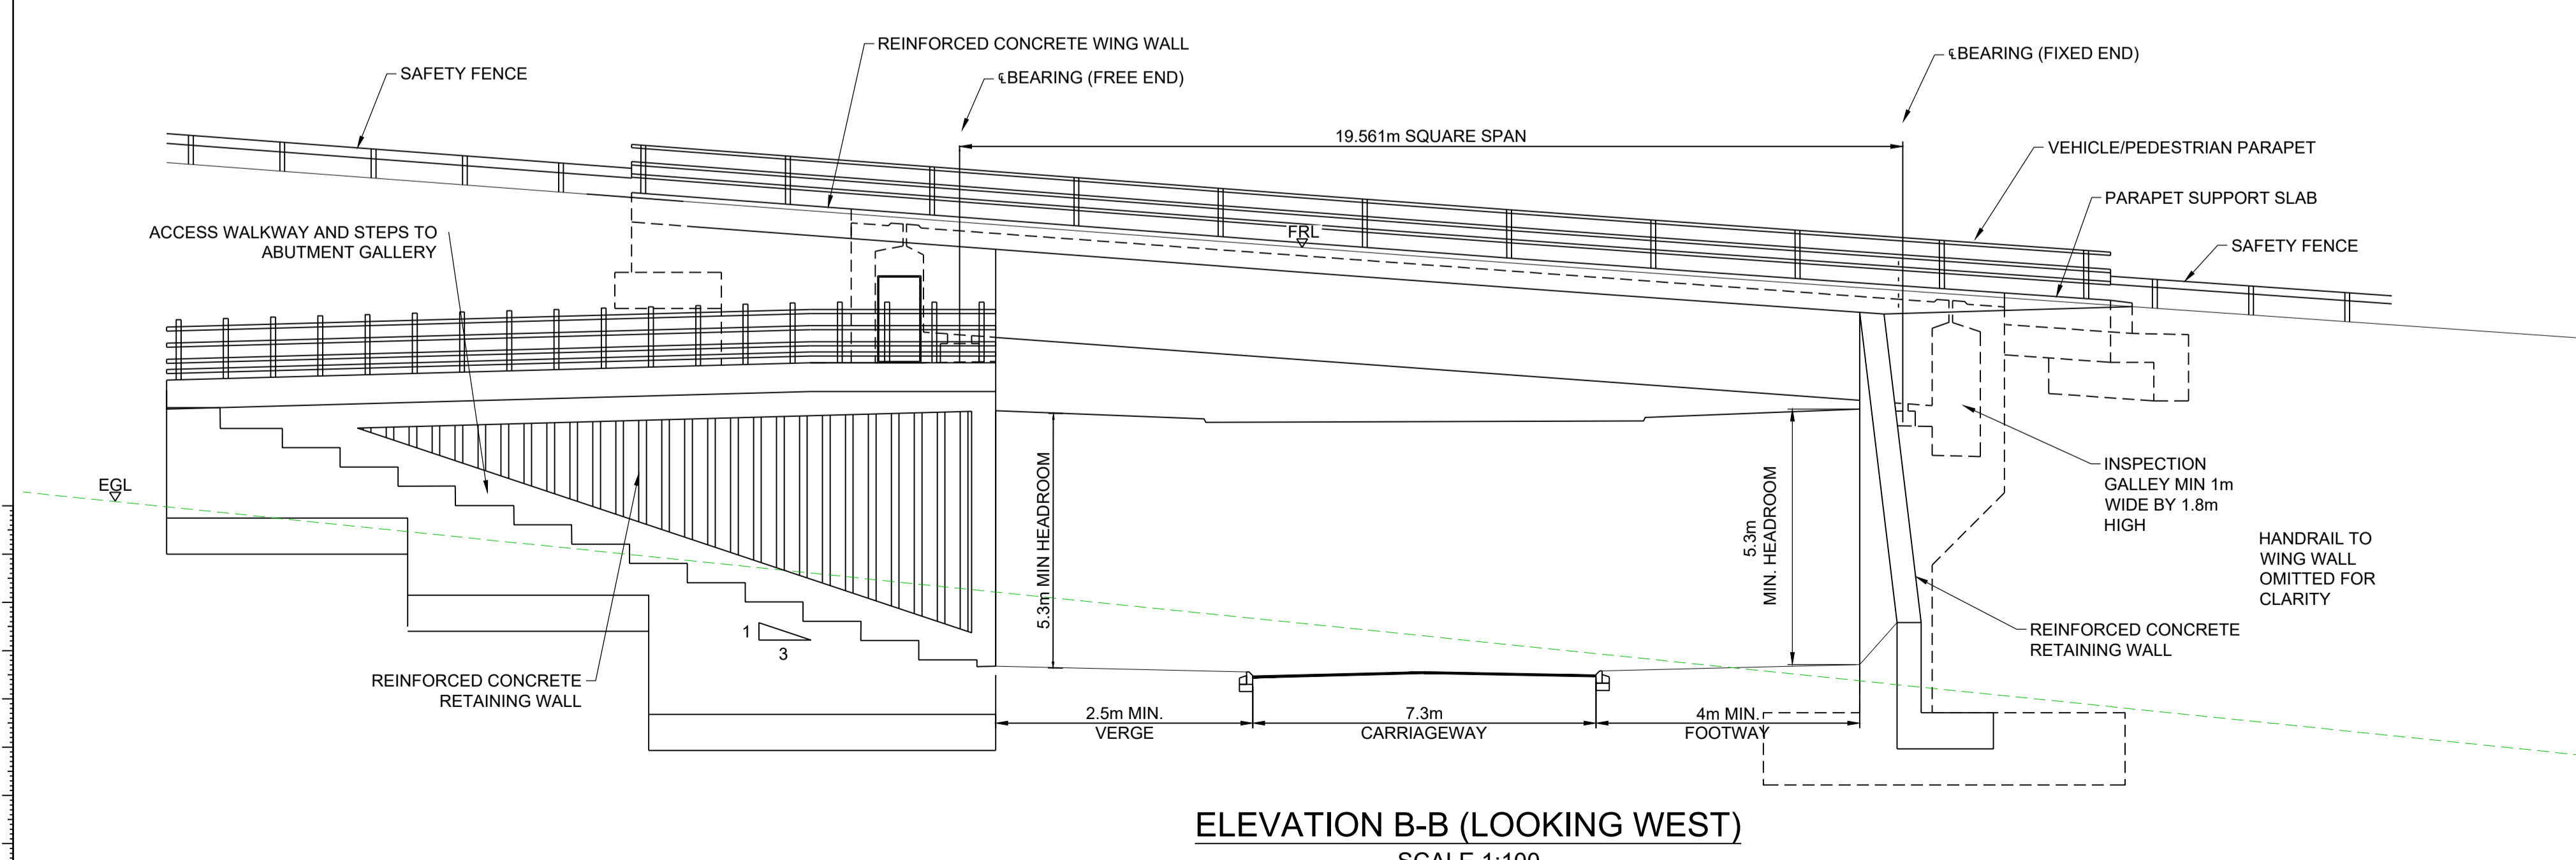 REINFORCED CONCRETE WING WALL
℄BEARING (FIXED END)
SAFETY FENCE
℄BEARING (FREE END)
19.561m SQUARE SPAN
VEHICLE/PEDESTRIAN PARAPET
PARAPET SUPPORT SLAB
ACCESS WALKWAY AND STEPS TO
ABUTMENT GALLERY
FRL
SAFETY FENCE
EGL
5.3m MIN HEADROOM
5.3m
MIN. HEADROOM
INSPECTION
GALLEY MIN 1m
WIDE BY 1.8m
HIGH
HANDRAIL TO
WING WALL
OMITTED FOR
CLARITY
1
3
REINFORCED CONCRETE
RETAINING WALL
REINFORCED CONCRETE
RETAINING WALL
2.5m MIN.
VERGE
7.3m
CARRIAGEWAY
4m MIN.
FOOTWAY
ELEVATION B-B (LOOKING WEST)
SCALE 1:100